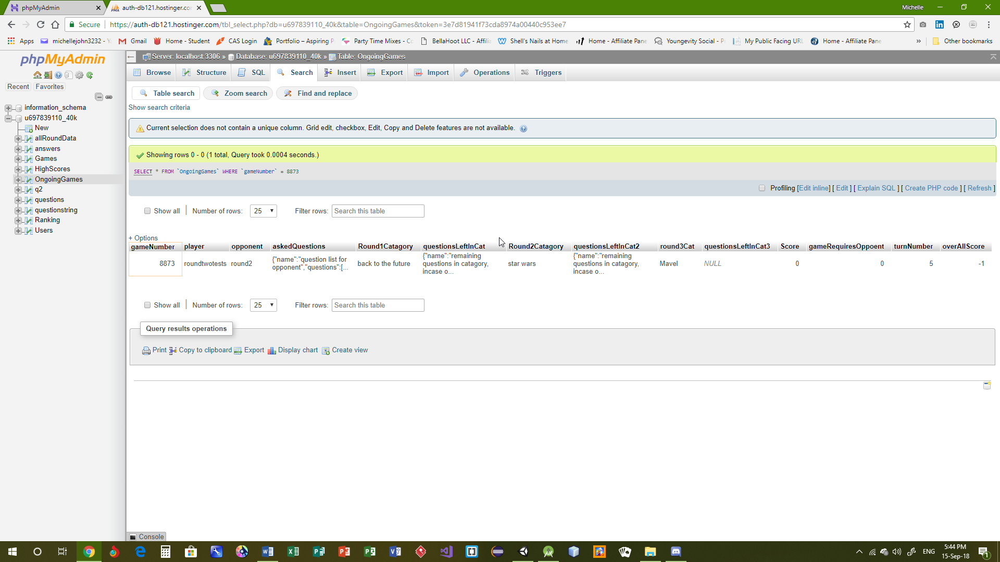 phpMyAdmin
auth-db121.hostinger.cor
Michelle
Secure
https://auth-db121.hostinger.com/tbl_select.php?db=u697839110_40k&table=OngoingGames&token=3e7d81941f73cda8974a00440c953ee7
Apps
michellejohn3232 - Y
Gmail
Home - Student
CAS Login
Portfolio – Aspiring P
Party Time Mixes - Co
BellaHoot LLC - Affili
Shell's Nails at Home
Home - Affiliate Pane
Youngevity Social - P
My Public Facing URL
Home - Affiliate Pane
»
Other bookmarks
phpMyAdmin
Recent
Favorites
information_schema
u697839110_40k
New
allRoundData
answers
Games
HighScores
OngoingGames
q2
questions
questionstring
Ranking
Users
Server: localhost:3306 » Database: u697839110_40k » Table: OngoingGames
Browse
Structure
SQL
Search
Insert
Export
Import
Operations
Triggers
Table search
Zoom search
Find and replace
Show search criteria
Current selection does not contain a unique column. Grid edit, checkbox, Edit, Copy and Delete features are not available.
Showing rows 0 - 0 (1 total, Query took 0.0004 seconds.)
SELECT * FROM `OngoingGames` WHERE `gameNumber` = 8873
Profiling [Edit inline] [ Edit ] [ Explain SQL ] [ Create PHP code ] [ Refresh ]
Show all
Number of rows:
25
Filter rows:
Search this table
+ Options
gameNumber
player
opponent
askedQuestions
Round1Catagory
questionsLeftInCat
Round2Catagory
questionsLeftInCat2
round3Cat
questionsLeftInCat3
Score
gameRequiresOppoent
turnNumber
overAllScore
8873
roundtwotests
round2
{"name":"question list for
opponent","questions":[...
back to the future
{"name":"remaining
questions in catagory,
incase o...
star wars
{"name":"remaining
questions in catagory,
incase o...
Mavel
NULL
0
0
5
-1
Show all
Number of rows:
25
Filter rows:
Search this table
Query results operations
Print
Copy to clipboard
Export
Display chart
Create view
Console
ENG
5:44 PM
15-Sep-18
1